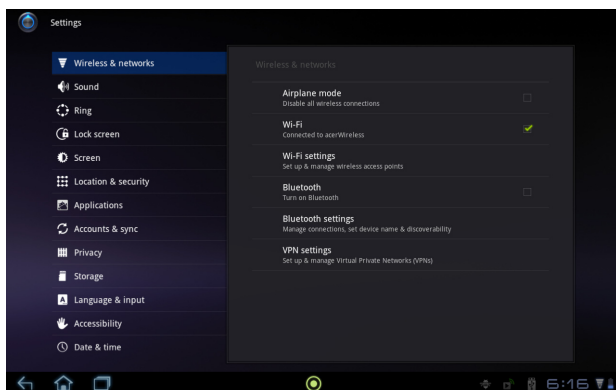 Settings
Wireless & networks
Sound
Ring
Lock screen
Screen
Location & security
Applications
Accounts & sync
Privacy
Storage
Language & input
Accessibility
Date & time
Wireless & networks
Airplane mode
Disable all wireless connections
Wi-Fi
Connected to acerWireless
Wi-Fi settings
Set up & manage wireless access points
Bluetooth
Turn on Bluetooth
Bluetooth settings
Manage connections, set device name & discoverability
VPN settings
Set up & manage Virtual Private Networks (VPNs)
6:16